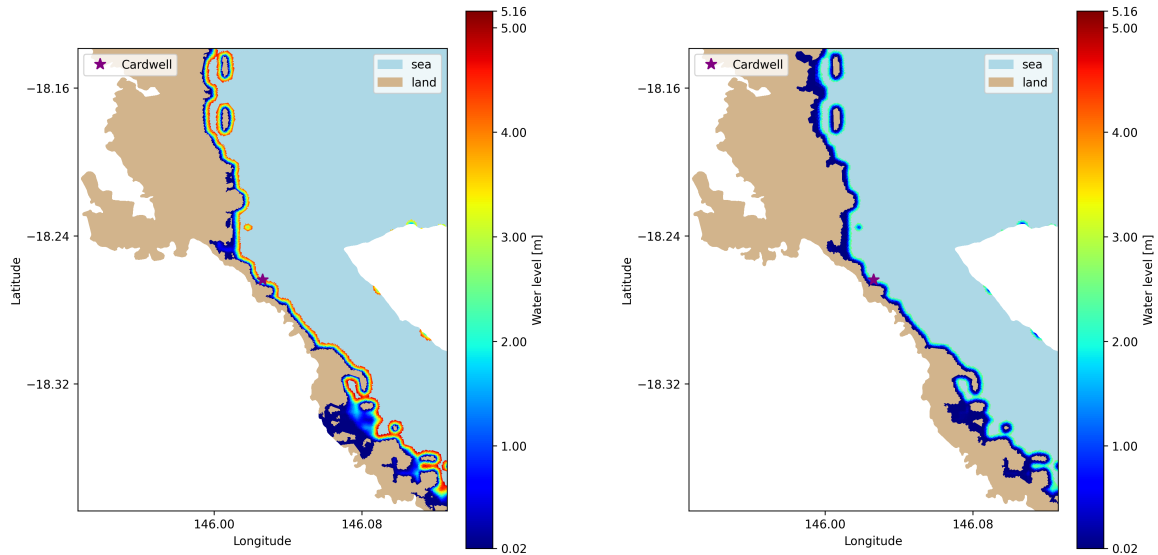 Cardwell
sea
land
−18.16
−18.24
−18.32
Latitude
146.00
146.08
Longitude
5.16
5.00
4.00
3.00
2.00
1.00
0.02
Water level [m]
Cardwell
sea
land
−18.16
−18.24
−18.32
Latitude
146.00
146.08
Longitude
5.16
5.00
4.00
3.00
2.00
1.00
0.02
Water level [m]